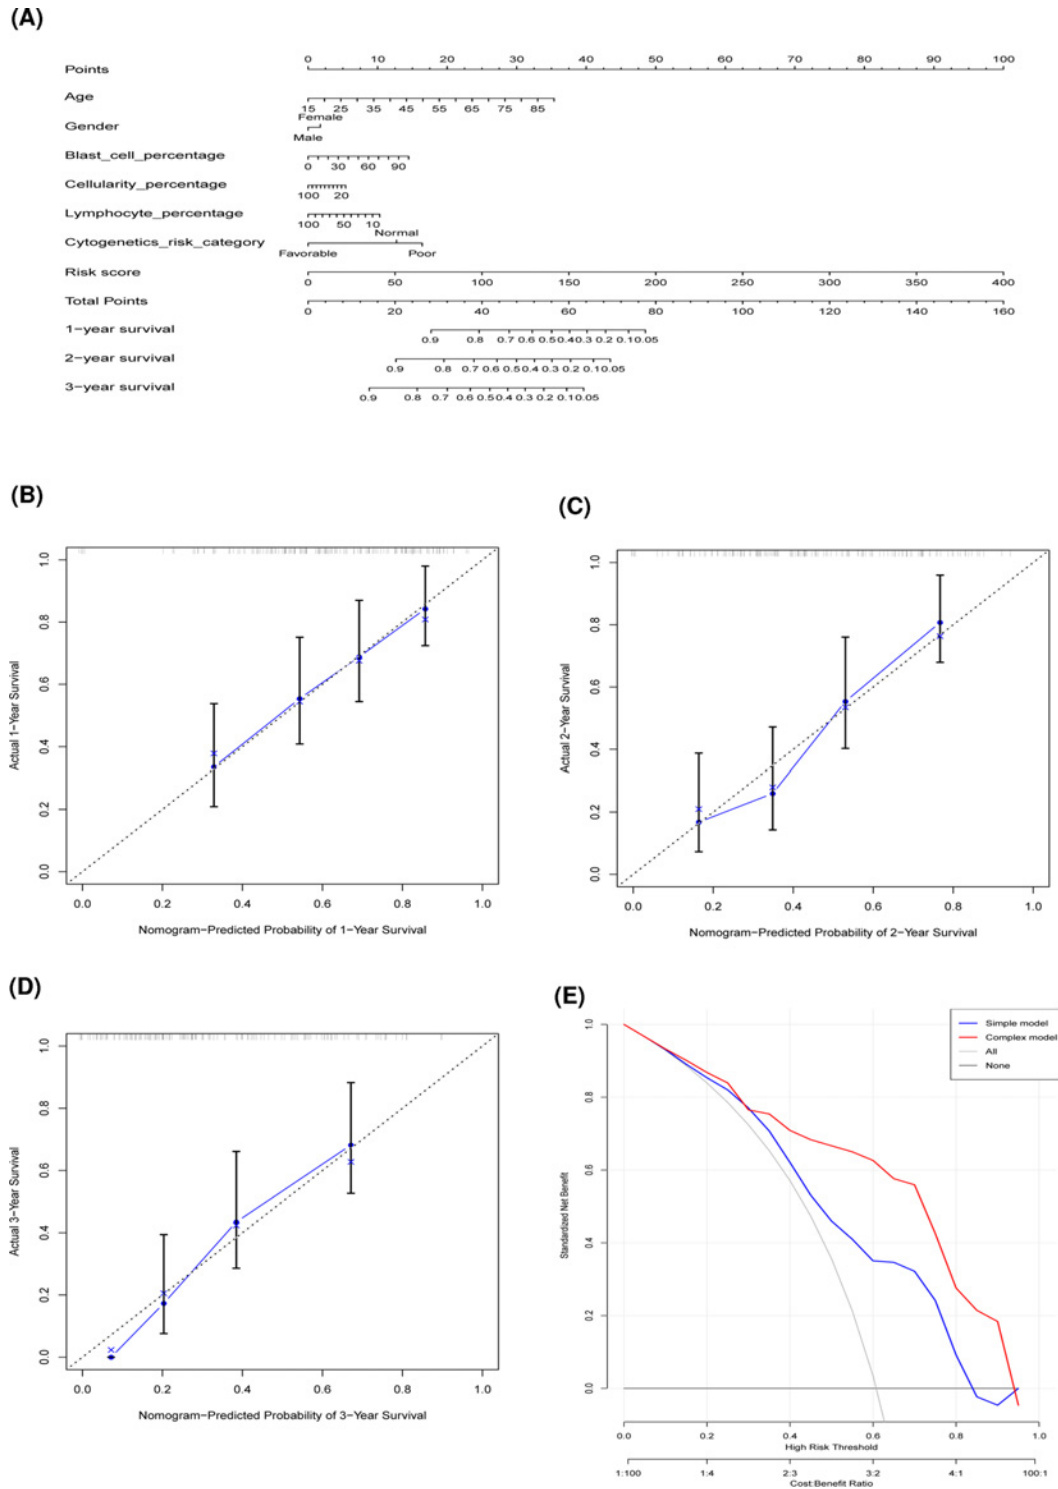 (A)
Points
0 10 20 30 40 50 60 70 80 90 100
Age
15 25 35 45 55 65 75 85
Gender
Female
Male
Blast_cell_percentage
0 30 60 90
Cellularity_percentage
100 20
Lymphocyte_percentage
100 50 10
Cytogenetics_risk_category
Normal
Favorable Poor
Risk score
0 50 100 150 200 250 300 350 400
Total Points
0 20 40 60 80 100 120 140 160
1−year survival
0.9 0.8 0.7 0.6 0.5 0.4 0.3 0.2 0.1 0.05
2−year survival
0.9 0.8 0.7 0.6 0.5 0.4 0.3 0.2 0.1 0.05
3−year survival
0.9 0.8 0.7 0.6 0.5 0.4 0.3 0.2 0.1 0.05
(B)
Actual 1−Year Survival
1.0
0.8
0.6
0.4
0.2
0.0
0.0 0.2 0.4 0.6 0.8 1.0
Nomogram−Predicted Probability of 1−Year Survival
(C)
Actual 2−Year Survival
1.0
0.8
0.6
0.4
0.2
0.0
0.0 0.2 0.4 0.6 0.8 1.0
Nomogram−Predicted Probability of 2−Year Survival
(D)
Actual 3−Year Survival
1.0
0.8
0.6
0.4
0.2
0.0
0.0 0.2 0.4 0.6 0.8 1.0
Nomogram−Predicted Probability of 3−Year Survival
(E)
Simple model
Complex model
All
None
Standardized Net Benefit
1.0
0.8
0.6
0.4
0.2
0.0
0.0 0.2 0.4 0.6 0.8 1.0
High Risk Threshold
1:100 1:4 2:3 3:2 4:1 100:1
Cost:Benefit Ratio